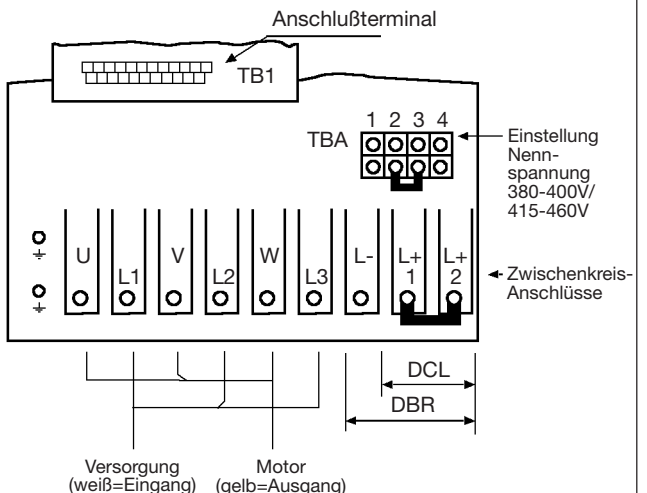 Anschlußterminal
TB1
1 2 3 4
TBA
Einstellung
Nenn-
spannung
380-400V/
415-460V
U L1 V L2 W L3 L- L+ 1 L+ 2
Zwischenkreis-
Anschlüsse
DCL
DBR
Versorgung
(weiß=Eingang)
Motor
(gelb=Ausgang)